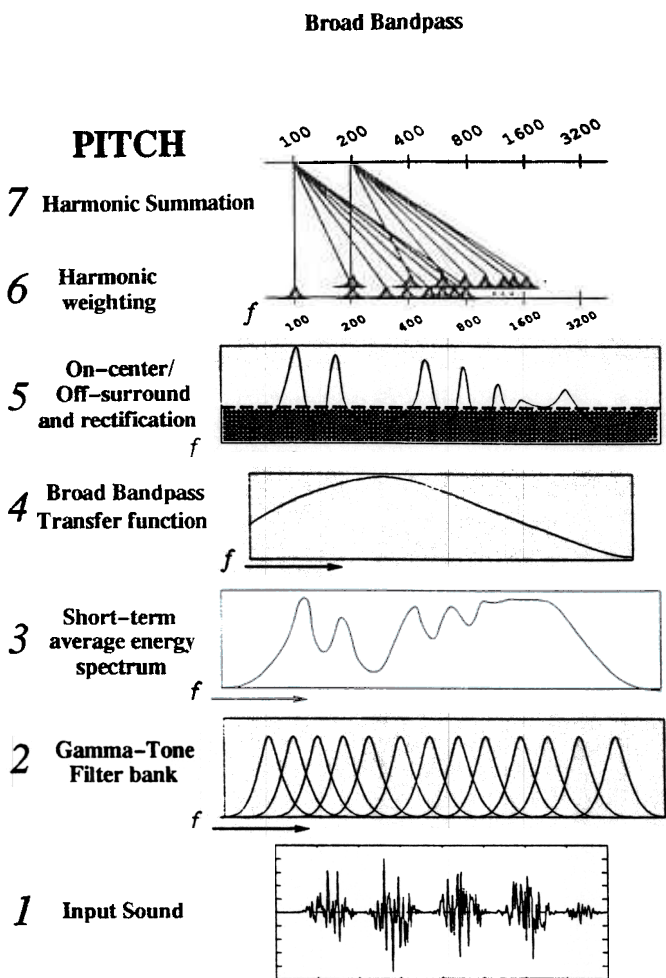 Broad Bandpass
PITCH
100 200 400 800 1600 3200
7 Harmonic Summation
6 Harmonic
weighting
f
100 200 400 800 1600 3200
5 On-center/
Off-surround
and rectification
f
4 Broad Bandpass
Transfer function
f
3 Short-term
average energy
spectrum
f
2 Gamma-Tone
Filter bank
f
1 Input Sound